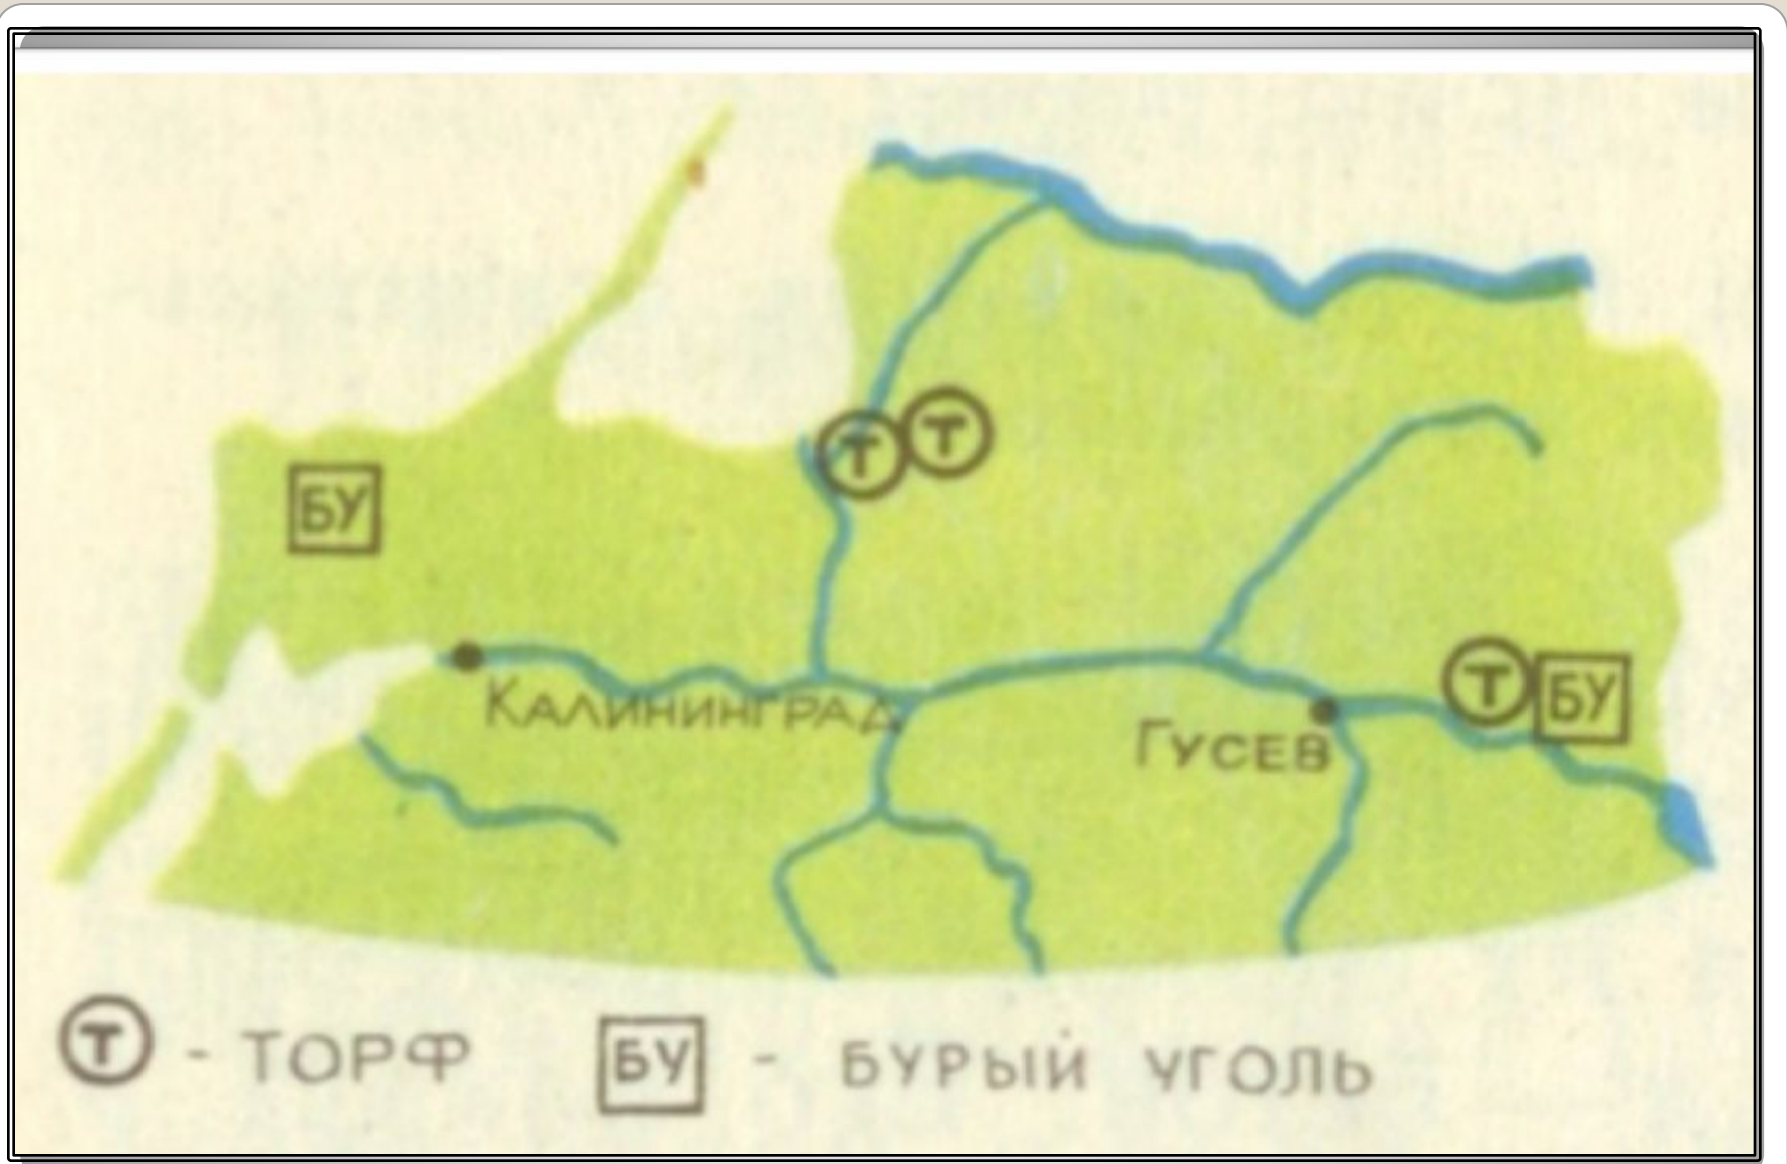 Т Т
БУ
Т БУ
КАЛИНИНГРАД
ГУСЕВ
Т - ТОРФ БУ - БУРЫЙ УГОЛЬ